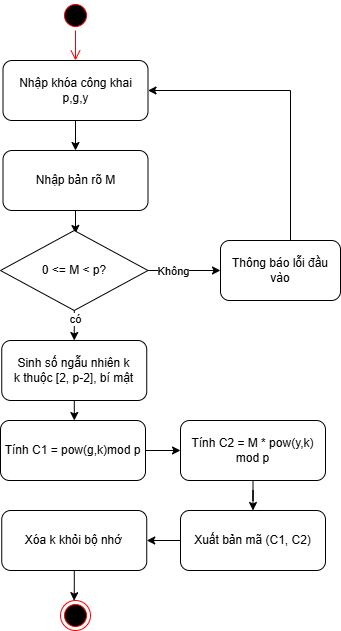 Nhập khóa công khai
p,g,y
Nhập bản rõ M
0 <= M < p?
Không
Thông báo lỗi đầu
vào
có
Sinh số ngẫu nhiên k
k thuộc [2, p-2], bí mật
Tính C1 = pow(g,k)mod p
Tính C2 = M * pow(y,k)
mod p
Xuất bản mã (C1, C2)
Xóa k khỏi bộ nhớ